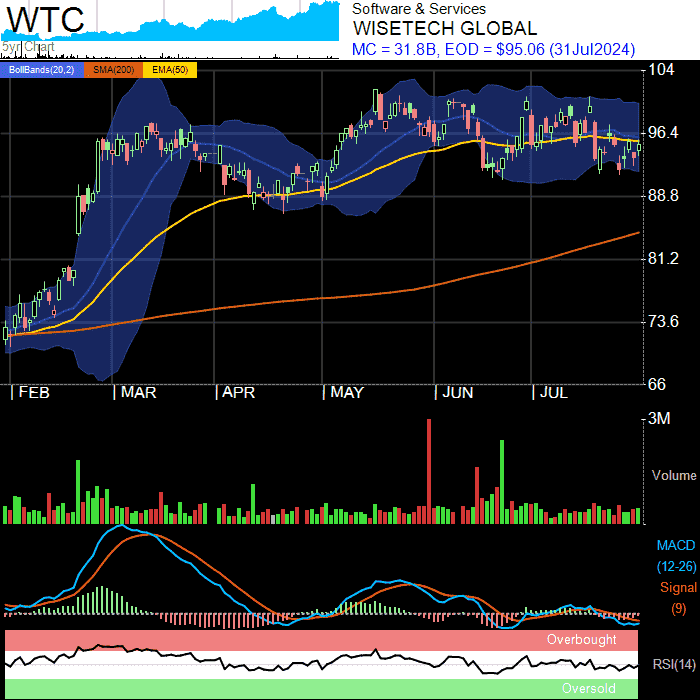 WTC
5yr Chart
Software & Services
WISETECH GLOBAL
MC = 31.8B, EOD = $95.06 (31Jul2024)
BollBands(20,2) SMA(200) EMA(50)
104
96.4
88.8
81.2
73.6
66
FEB MAR APR MAY JUN JUL
3M
Volume
MACD
(12-26)
Signal
(9)
Overbought
RSI(14)
Oversold